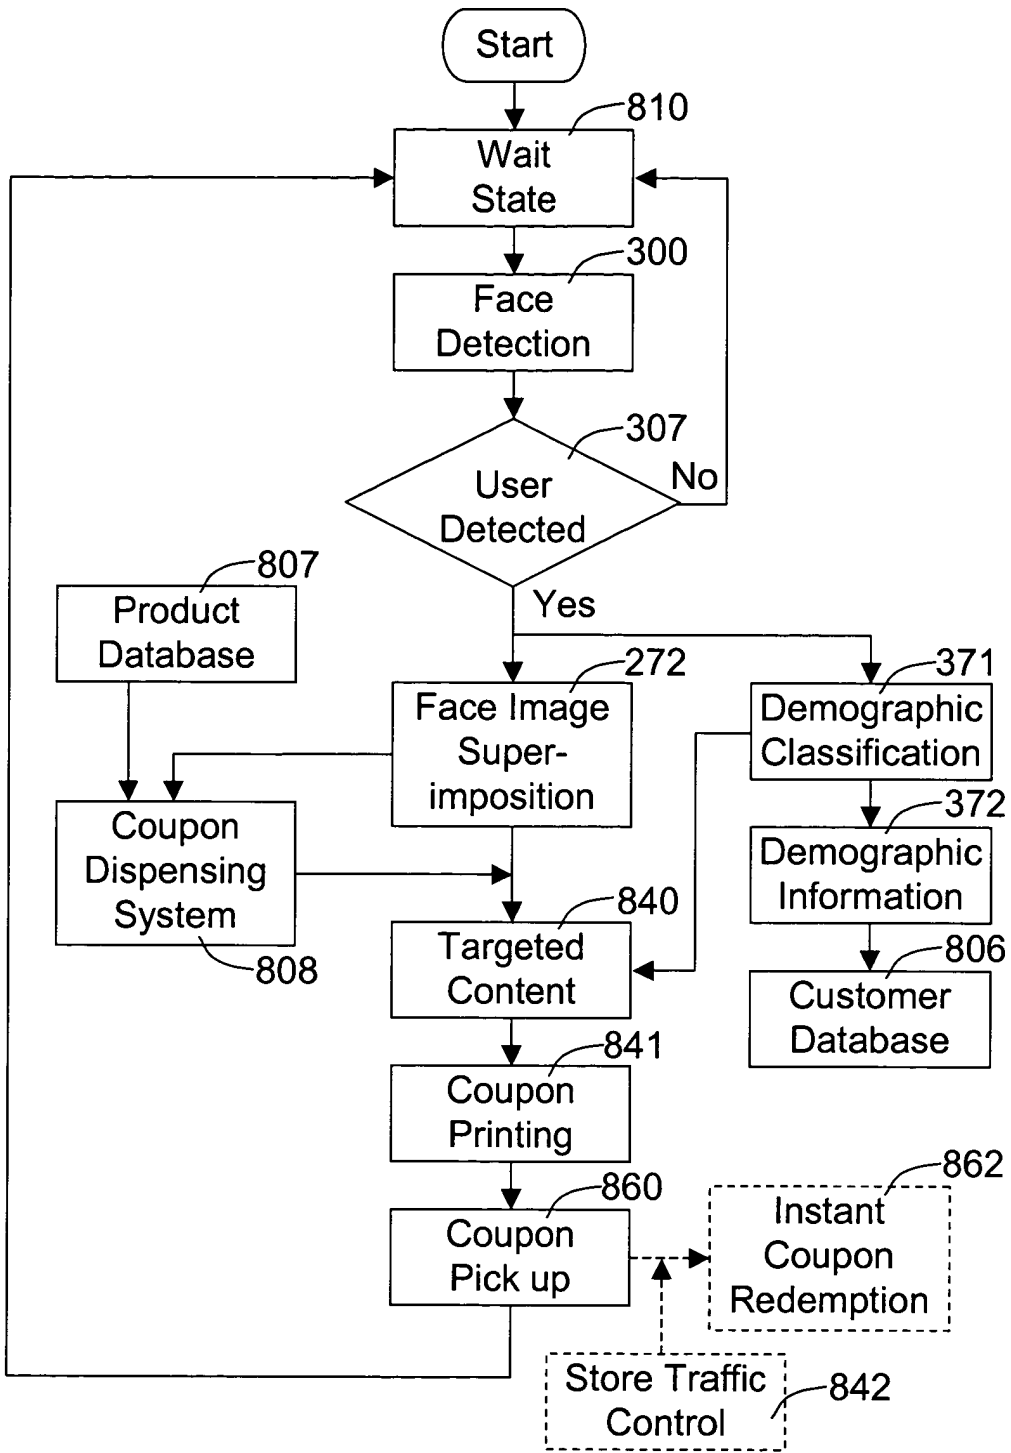 Start
810
Wait
State
300
Face
Detection
307
User
Detected
No
Yes
807
Product
Database
272
Face Image
Super-
imposition
371
Demographic
Classification
372
Demographic
Information
Coupon
Dispensing
System
808
840
Targeted
Content
806
Customer
Database
841
Coupon
Printing
860
Coupon
Pick up
862
Instant
Coupon
Redemption
Store Traffic
Control
842